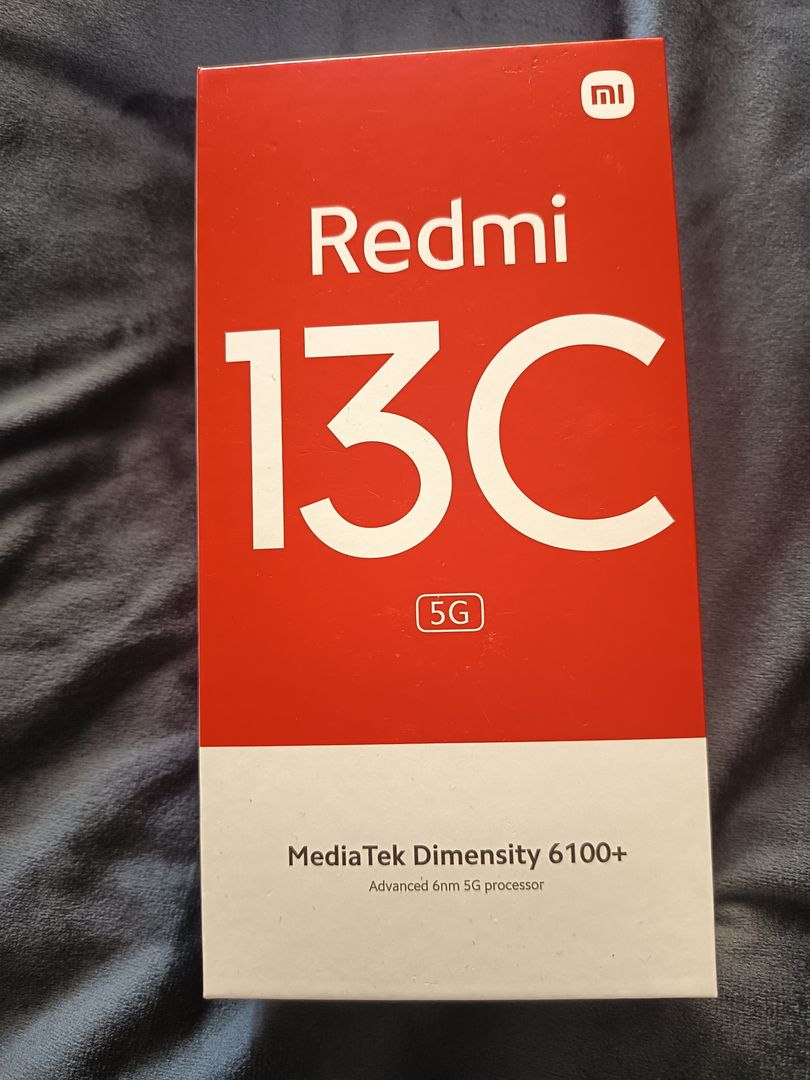 mi
Redmi
13C
5G
MediaTek Dimensity 6100+
Advanced 6nm 5G processor